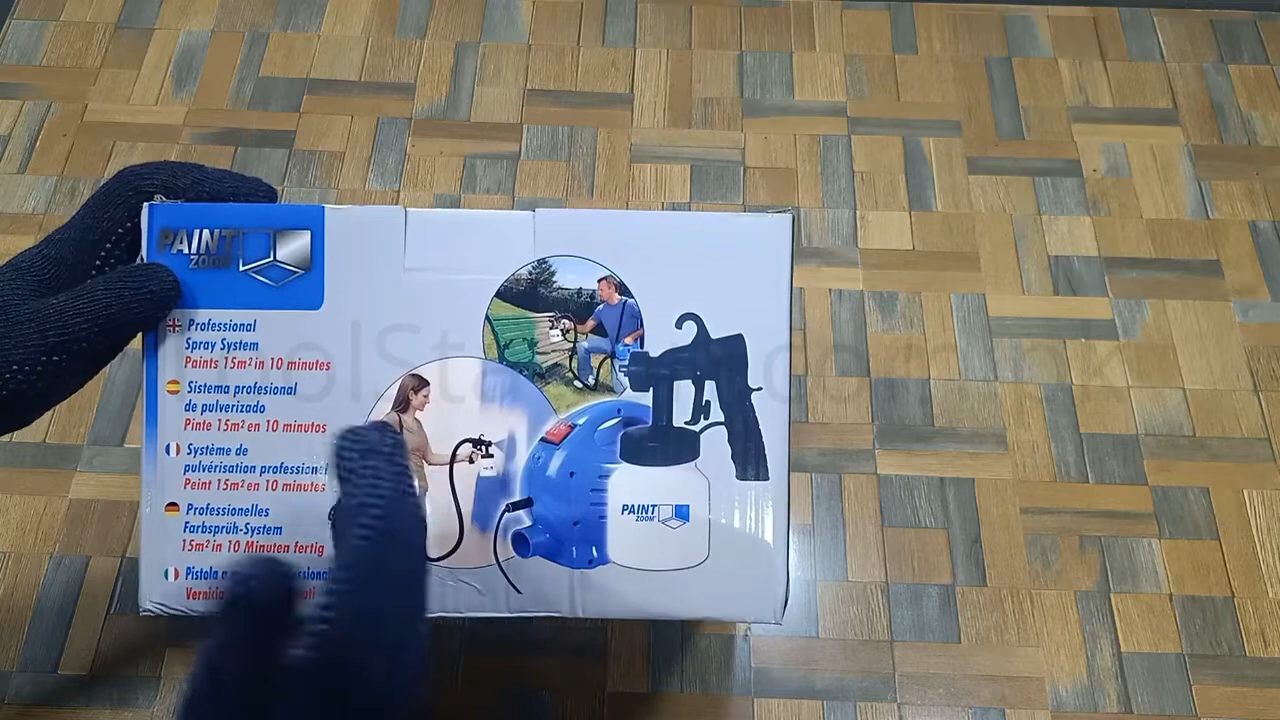 PAINT
ZOOM
Professional
Spray System
Paints 15m² in 10 minutes
Sistema profesional
de pulverizado
Pinte 15m² en 10 minutos
Système de
pulvérisation professionel
Peint 15m² en 10 minutes
Professionelles
Farbsprüh-System
15m² in 10 Minuten fertig
Pistola
PAINT
ZOOM